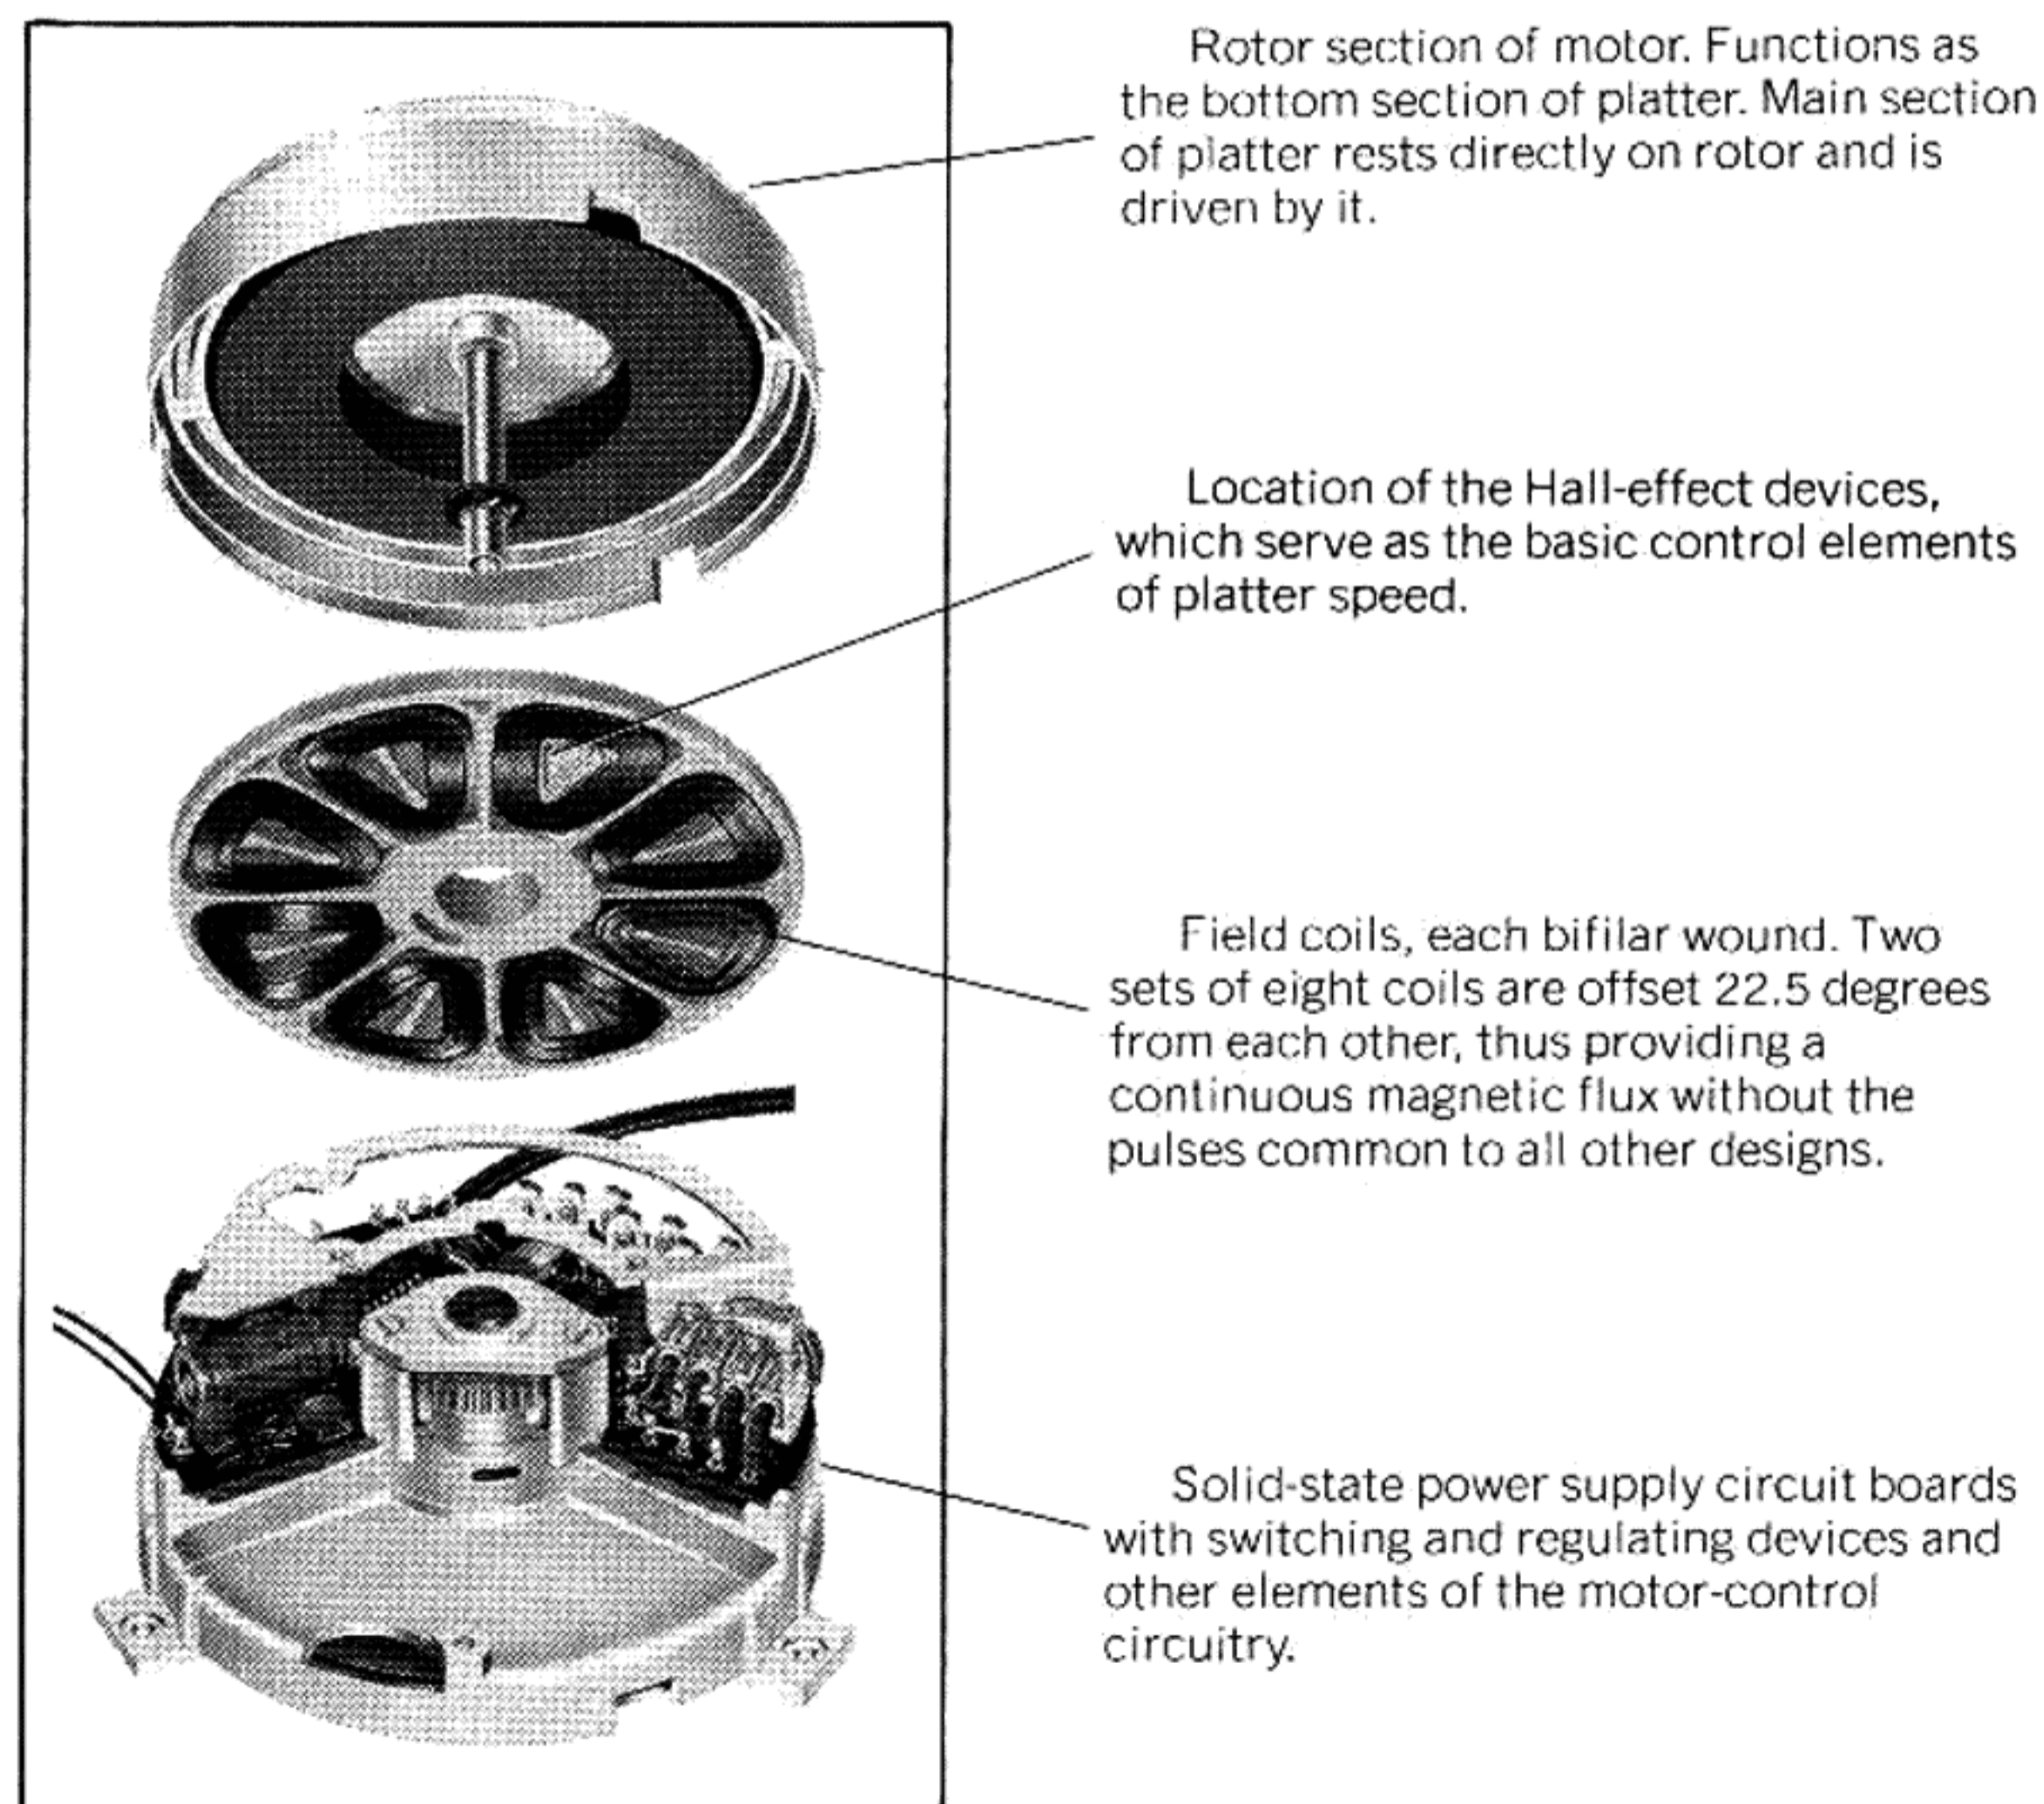 Rotor section of motor. Functions as
the bottom section of platter. Main section
of platter rests directly on rotor and is
driven by it.
Location of the Hall-effect devices,
which serve as the basic control elements
of platter speed.
Field coils, each bifilar wound. Two
sets of eight coils are offset 22.5 degrees
from each other, thus providing a
continuous magnetic flux without the
pulses common to all other designs.
Solid-state power supply circuit boards
with switching and regulating devices and
other elements of the motor-control
circuitry.